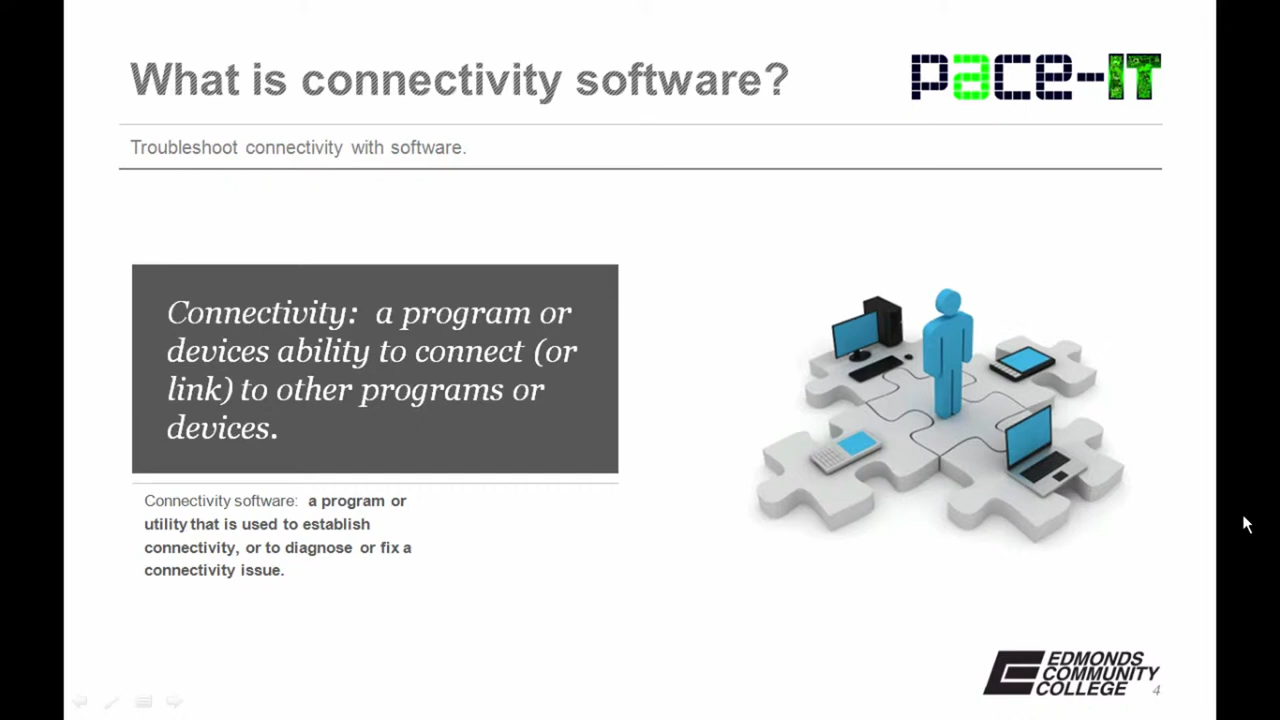 What is connectivity software?
pace-IT
Troubleshoot connectivity with software.
Connectivity: a program or
devices ability to connect (or
link) to other programs or
devices.
Connectivity software: a program or
utility that is used to establish
connectivity, or to diagnose or fix a
connectivity issue.
EDMONDS
COMMUNITY
COLLEGE
4